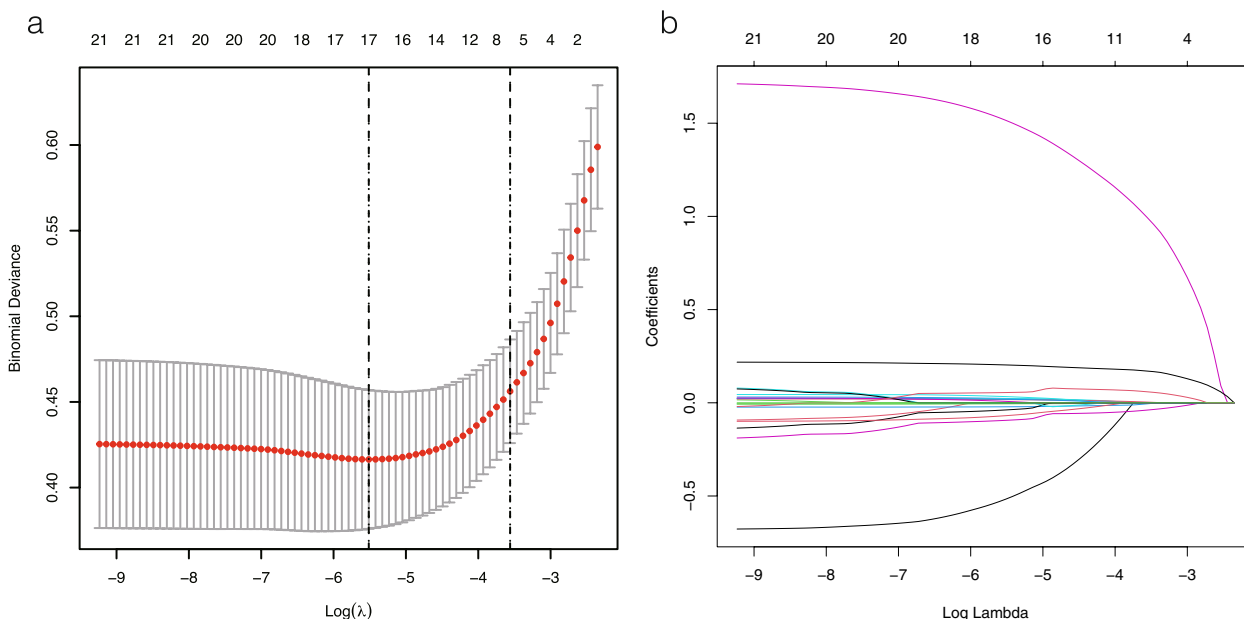 a
21 21 21 20 20 20 18 17 17 16 14 12 8 5 4 2
0.60
0.55
0.50
0.45
0.40
Binomial Deviance
−9 −8 −7 −6 −5 −4 −3
Log(λ)
b
21 20 20 18 16 11 4
1.5
1.0
0.5
0.0
−0.5
Coefficients
−9 −8 −7 −6 −5 −4 −3
Log Lambda